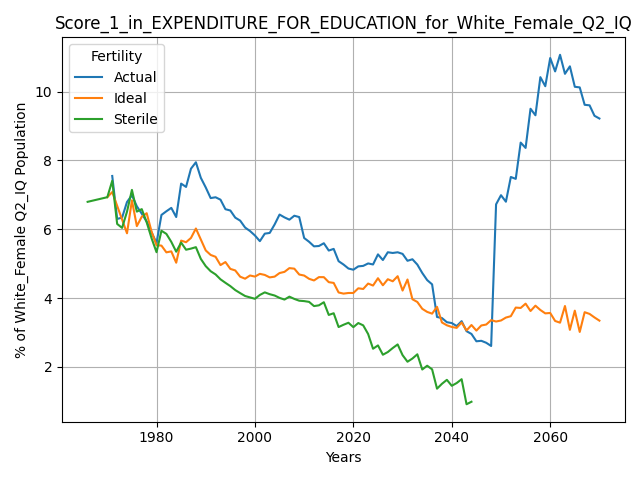 Score_1_in_EXPENDITURE_FOR_EDUCATION_for_White_Female_Q2_IQ
Fertility
Actual
Ideal
Sterile
% of White_Female Q2_IQ Population
10
8
6
4
2
1980
2000
2020
2040
2060
Years